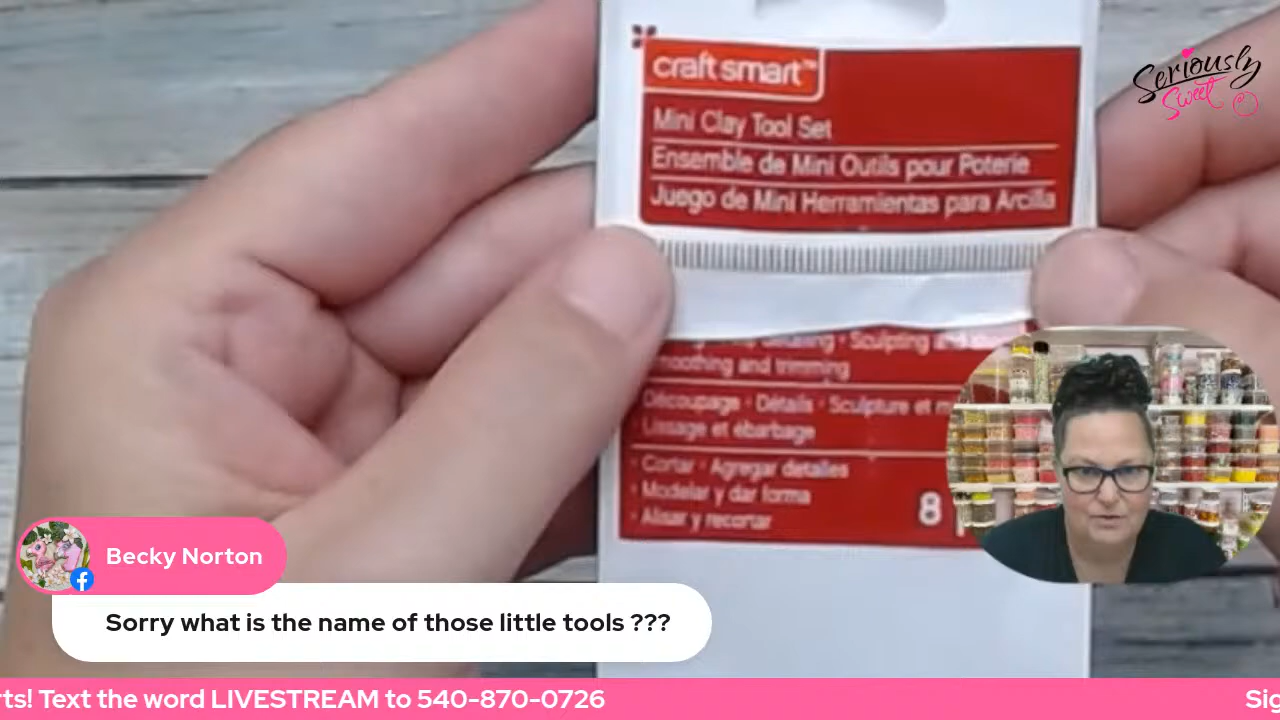 craft smart™
Mini Clay Tool Set
Ensemble de Mini Outils pour Poterie
Juego de Mini Herramientas para Arcilla
Sculpting
smoothing and trimming
Découpage • Détails • Sculpture et
Lissage et ébarbage
• Cortar • Agregar detalles
• Modelar y dar forma
• Alisar y recortar
8
Seriously
Sweet
Becky Norton
Sorry what is the name of those little tools ???
rts! Text the word LIVESTREAM to 540-870-0726
Sig